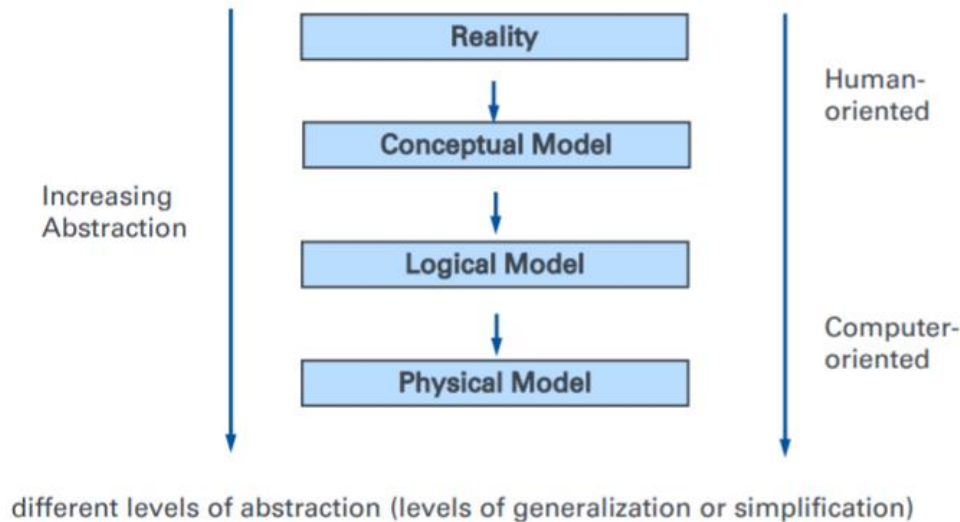 Reality
Human-
oriented
Conceptual Model
Increasing
Abstraction
Logical Model
Computer-
oriented
Physical Model
different levels of abstraction (levels of generalization or simplification)